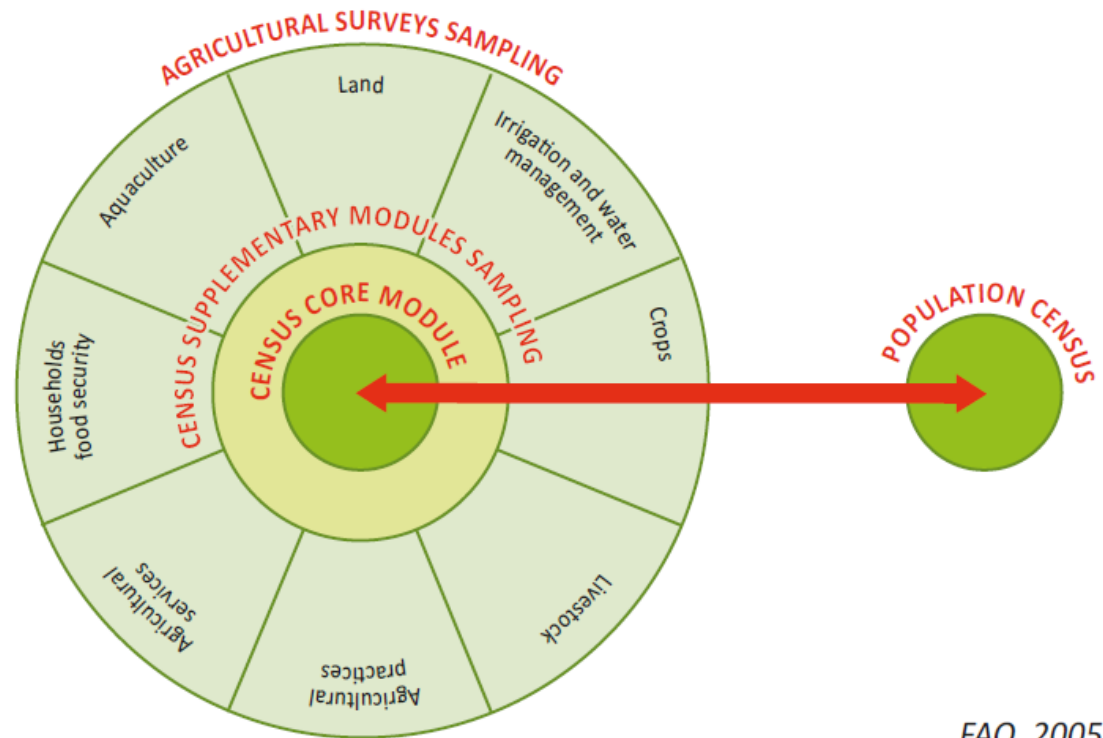 AGRICULTURAL SURVEYS SAMPLING
Land
Irrigation and water
management
Aquaculture
CENSUS SUPPLEMENTARY MODULES SAMPLING
CENSUS CORE MODULE
Crops
POPULATION CENSUS
Households
food security
Livestock
Agricultural
services
Agricultural
practices
FAO, 2005